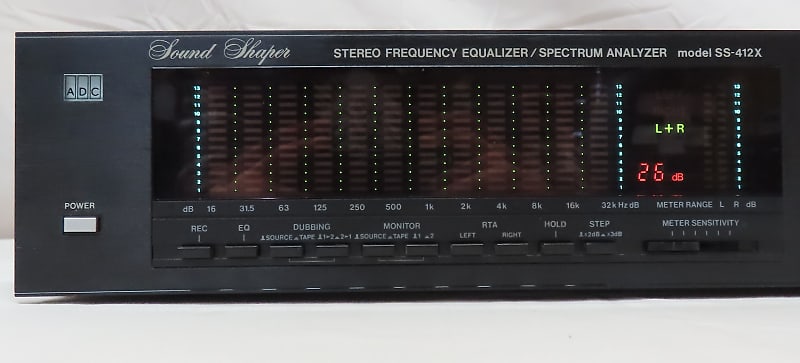 Sound Shaper
STEREO FREQUENCY EQUALIZER/SPECTRUM ANALYZER model SS-412X
ADC
L+R
26 dB
dB 16 31.5 63 125 250 500 1k 2k 4k 8k 16k 32k Hz dB METER RANGE L R dB
POWER
REC EQ DUBBING MONITOR RTA HOLD STEP METER SENSITIVITY
SOURCE TAPE 1▸2 2▸1 SOURCE TAPE 1 2 LEFT RIGHT ±2dB ±3dB